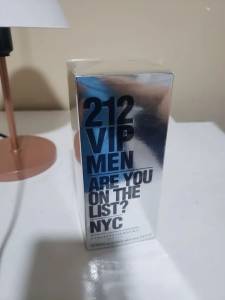 212
VIP
MEN
ARE YOU
ON THE
LIST?
NYC